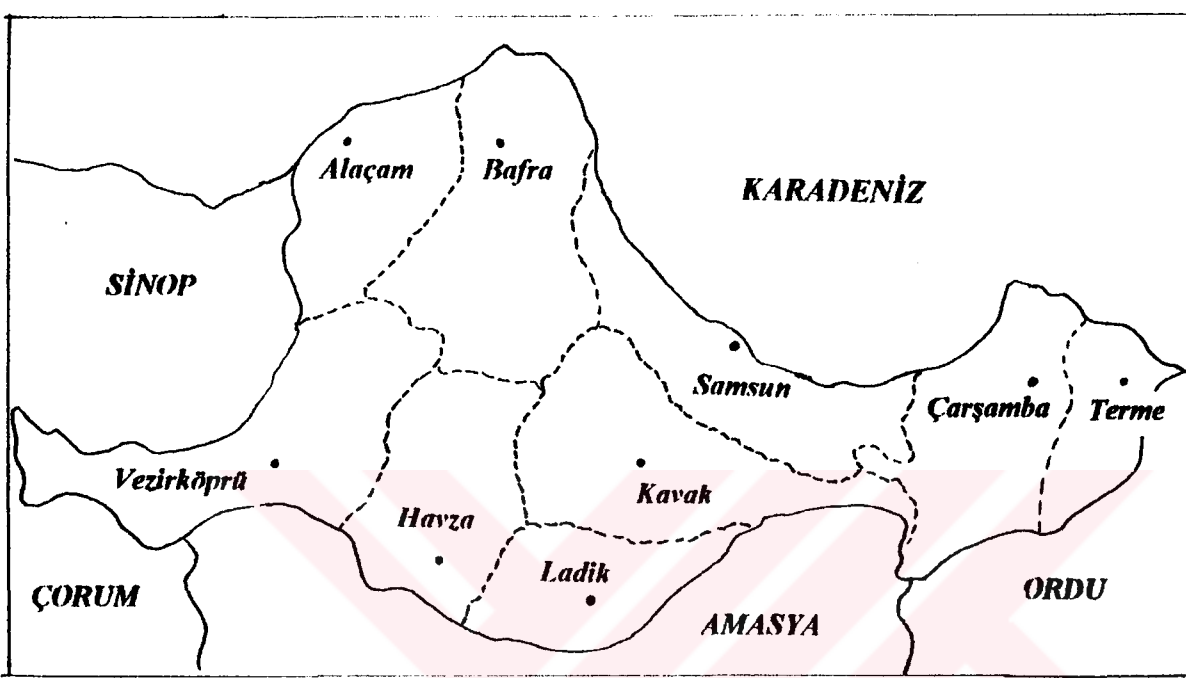 Alaçam
Bafra
KARADENİZ
SİNOP
Samsun
Çarşamba
Terme
Vezirköprü
Kavak
Havza
Ladik
ÇORUM
AMASYA
ORDU